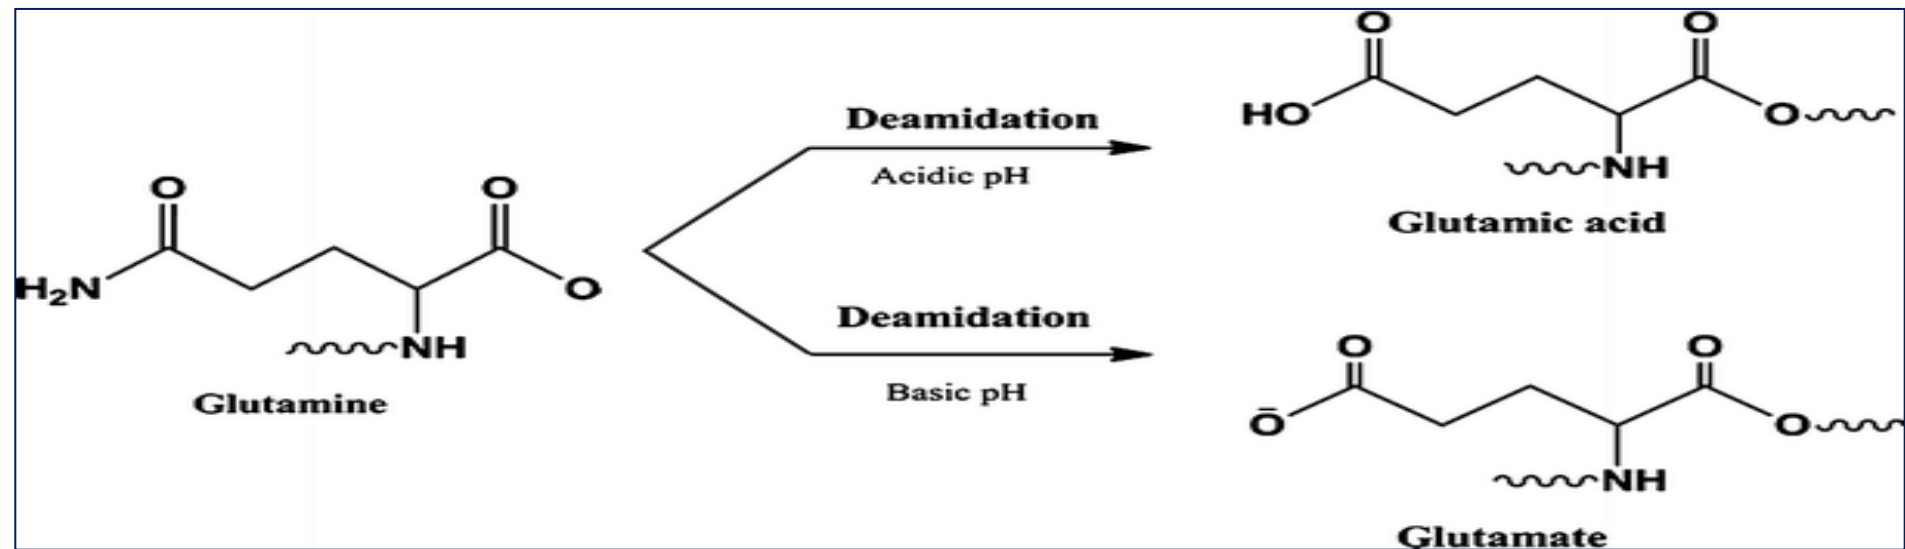 O O
HO O
NH
Deamidation
Acidic pH
Glutamic acid
O O
H₂N O
NH
Glutamine
Deamidation
Basic pH
O O
Ō O
NH
Glutamate